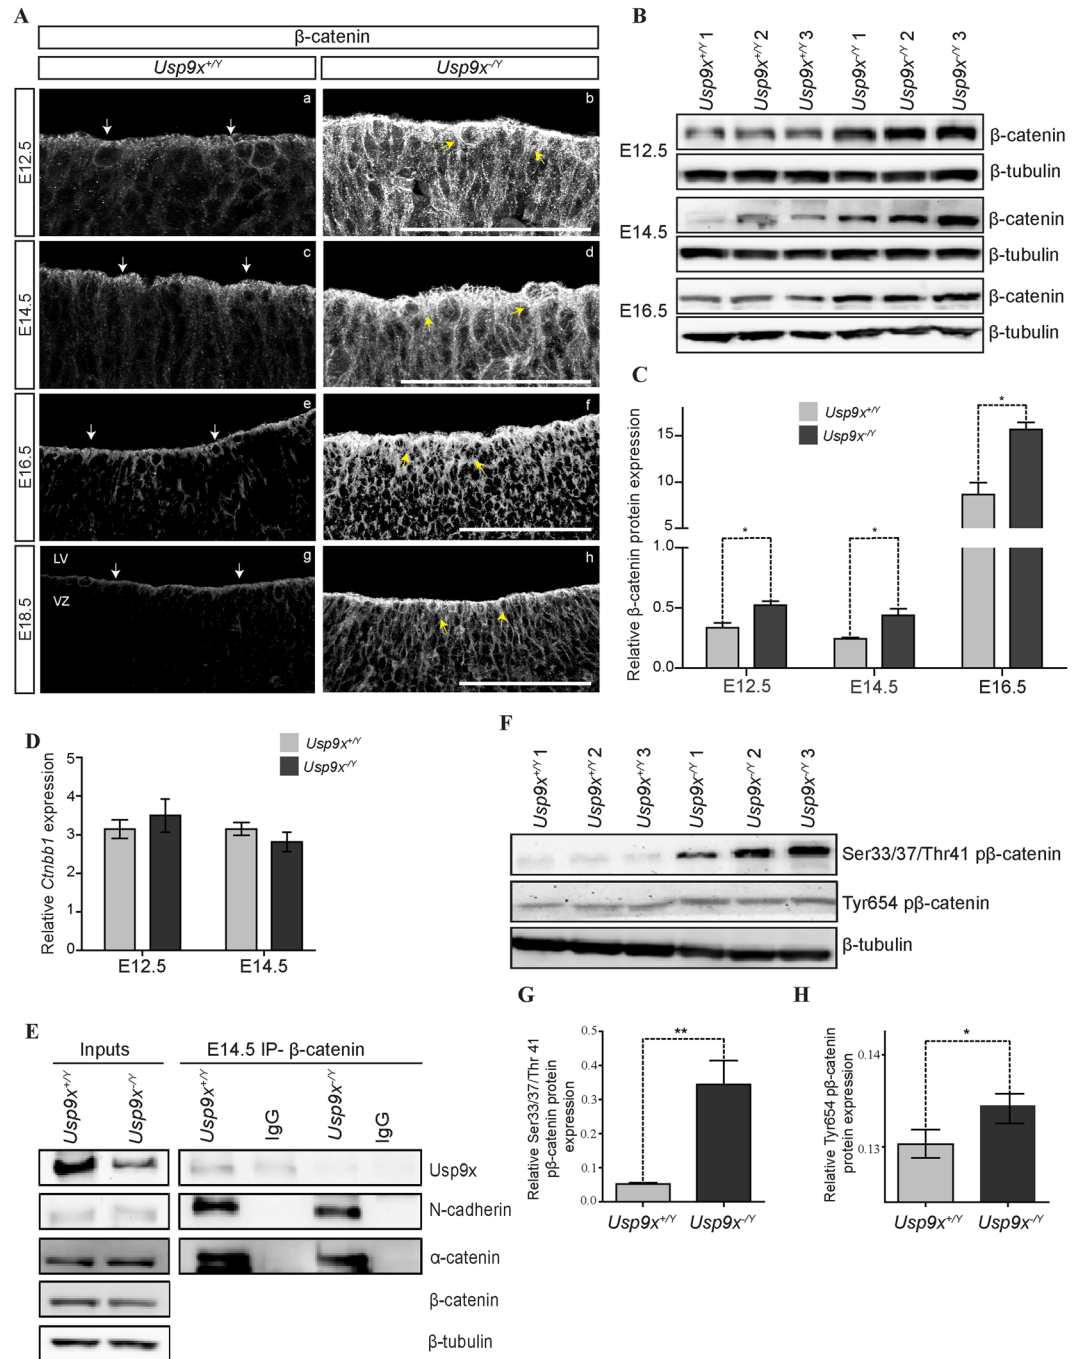 A
β-catenin
Usp9x+/Y
Usp9x-/Y
E12.5
a
b
E14.5
c
d
E16.5
e
f
E18.5
LV
VZ
g
h
B
Usp9x+/Y 1
Usp9x+/Y 2
Usp9x+/Y 3
Usp9x-/Y 1
Usp9x-/Y 2
Usp9x-/Y 3
E12.5
β-catenin
β-tubulin
E14.5
β-catenin
β-tubulin
E16.5
β-catenin
β-tubulin
C
Relative β-catenin protein expression
Usp9x+/Y
Usp9x-/Y
15
10
5
1.0
0.5
0.0
*
*
*
E12.5
E14.5
E16.5
D
Relative Ctnbb1 expression
Usp9x+/Y
Usp9x-/Y
5
4
3
2
1
0
E12.5
E14.5
E
Inputs
E14.5 IP- β-catenin
Usp9x+/Y
Usp9x-/Y
Usp9x+/Y
IgG
Usp9x-/Y
IgG
Usp9x
N-cadherin
α-catenin
β-catenin
β-tubulin
F
Usp9x+/Y 1
Usp9x+/Y 2
Usp9x+/Y 3
Usp9x-/Y 1
Usp9x-/Y 2
Usp9x-/Y 3
Ser33/37/Thr41 pβ-catenin
Tyr654 pβ-catenin
β-tubulin
G
Relative Ser33/37/Thr 41
pβ-catenin protein
expression
0.5
0.4
0.3
0.2
0.1
0.0
**
Usp9x+/Y
Usp9x-/Y
H
Relative Tyr654 pβ-catenin
protein expression
0.14
0.13
*
Usp9x+/Y
Usp9x-/Y